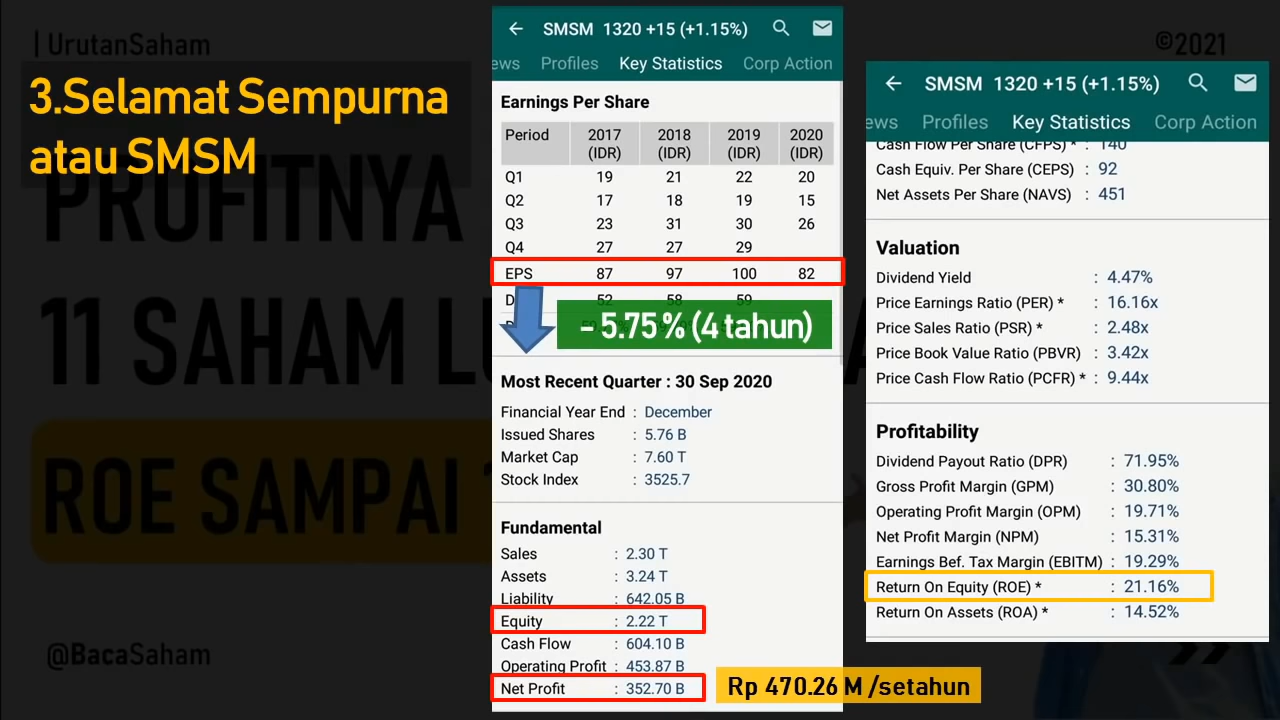 | UrutanSaham
©2021
3.Selamat Sempurna
atau SMSM
PROFITNYA
11 SAHAM
ROE SAMPAI
@BacaSaham
SMSM 1320 +15 (+1.15%)
ews Profiles Key Statistics Corp Action
Earnings Per Share
Period 2017 (IDR) 2018 (IDR) 2019 (IDR) 2020 (IDR)
Q1 19 21 22 20
Q2 17 18 19 15
Q3 23 31 30 26
Q4 27 27 29
EPS 87 97 100 82
52 58 59
- 5.75% (4 tahun)
Most Recent Quarter : 30 Sep 2020
Financial Year End : December
Issued Shares : 5.76 B
Market Cap : 7.60 T
Stock Index : 3525.7
Fundamental
Sales : 2.30 T
Assets : 3.24 T
Liability : 642.05 B
Equity : 2.22 T
Cash Flow : 604.10 B
Operating Profit : 453.87 B
Net Profit : 352.70 B
Rp 470.26 M /setahun
SMSM 1320 +15 (+1.15%)
ews Profiles Key Statistics Corp Action
Cash Flow Per Share (CFPS) * : 140
Cash Equiv. Per Share (CEPS) : 92
Net Assets Per Share (NAVS) : 451
Valuation
Dividend Yield : 4.47%
Price Earnings Ratio (PER) * : 16.16x
Price Sales Ratio (PSR) * : 2.48x
Price Book Value Ratio (PBVR) : 3.42x
Price Cash Flow Ratio (PCFR) * : 9.44x
Profitability
Dividend Payout Ratio (DPR) : 71.95%
Gross Profit Margin (GPM) : 30.80%
Operating Profit Margin (OPM) : 19.71%
Net Profit Margin (NPM) : 15.31%
Earnings Bef. Tax Margin (EBITM) : 19.29%
Return On Equity (ROE) * : 21.16%
Return On Assets (ROA) * : 14.52%